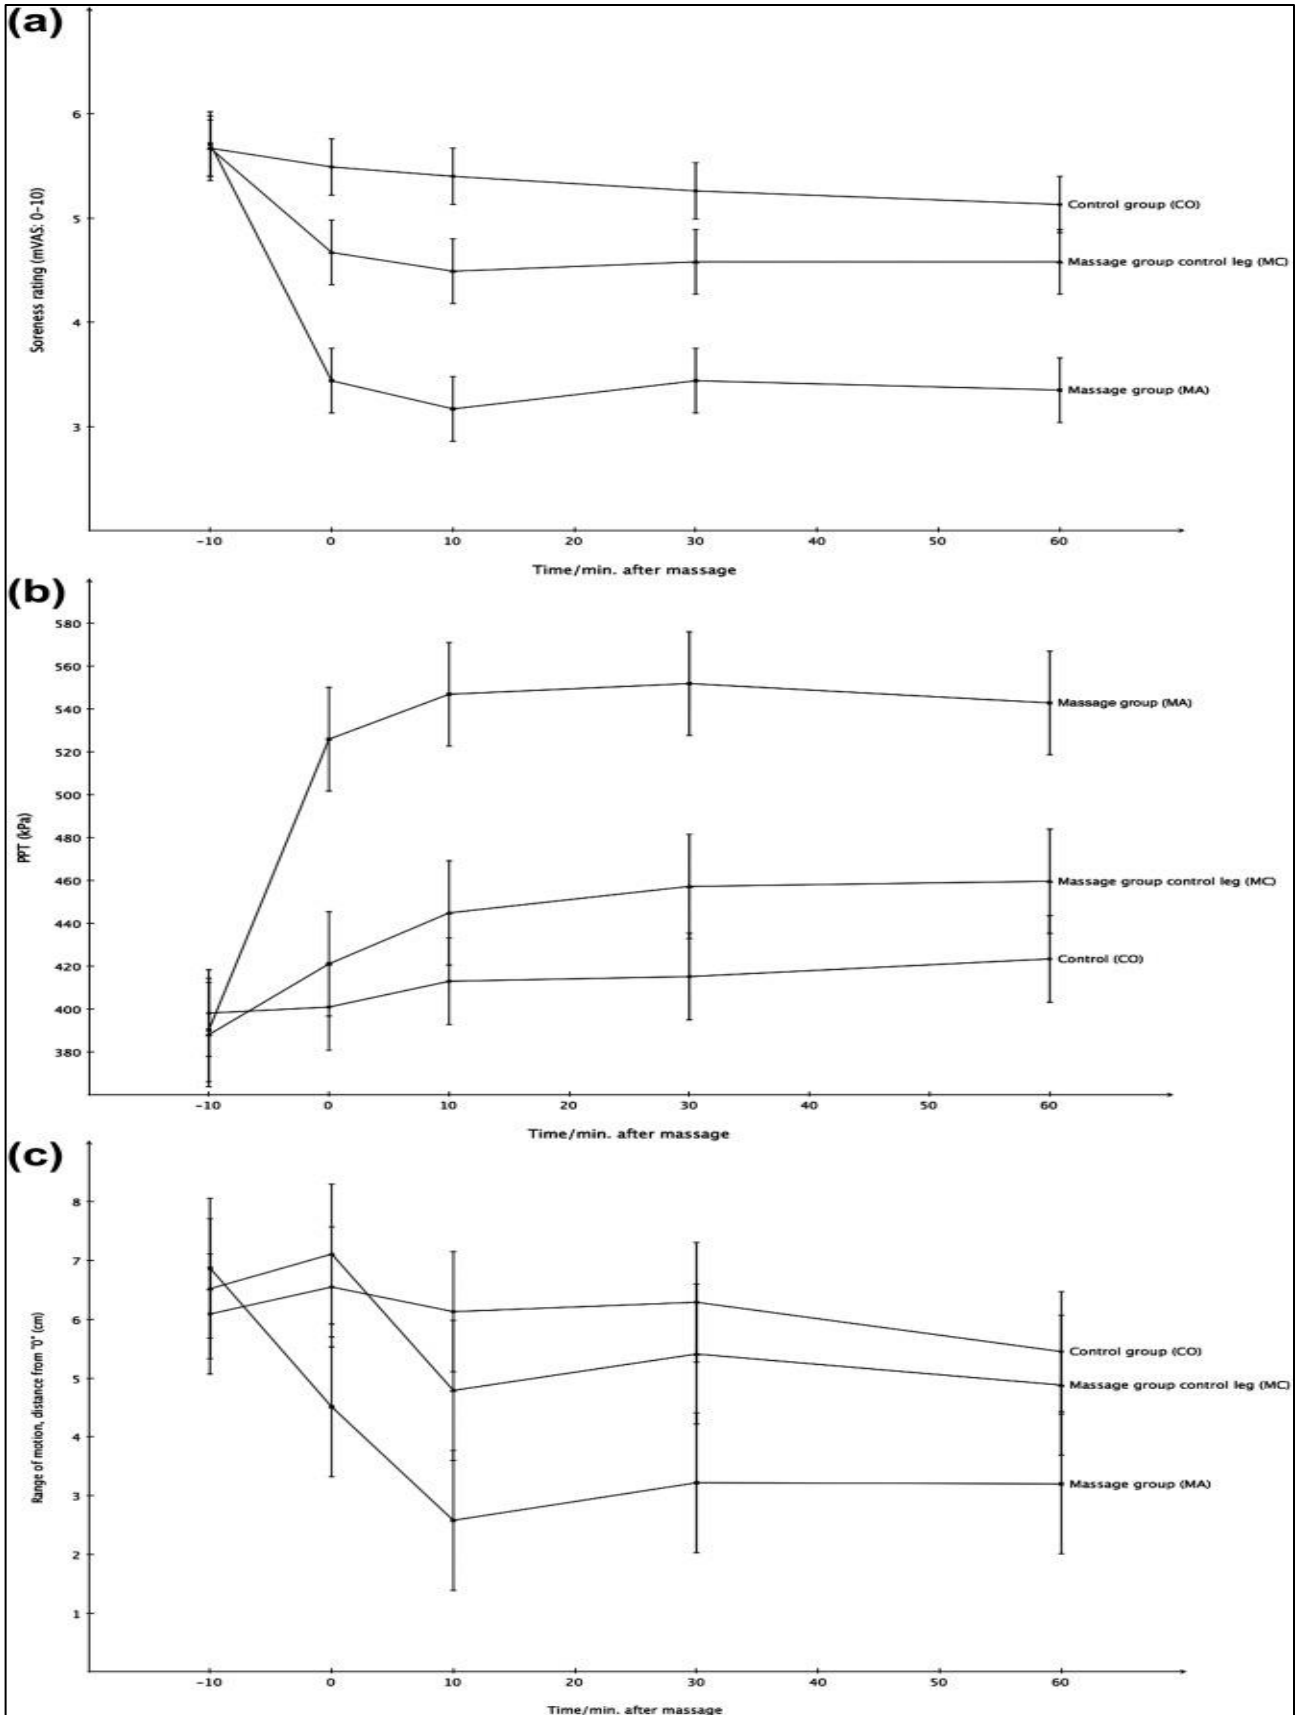 (a)
6
5
4
3
Soreness rating (mVAS: 0-10)
Control group (CO)
Massage group control leg (MC)
Massage group (MA)
-10 0 10 20 30 40 50 60
Time/min. after massage
(b)
580
560
540
520
500
480
460
440
420
400
380
PPT (kPa)
Massage group (MA)
Massage group control leg (MC)
Control (CO)
-10 0 10 20 30 40 50 60
Time/min. after massage
(c)
8
7
6
5
4
3
2
1
Range of motion, distance from "0" (cm)
Control group (CO)
Massage group control leg (MC)
Massage group (MA)
-10 0 10 20 30 40 50 60
Time/min. after massage